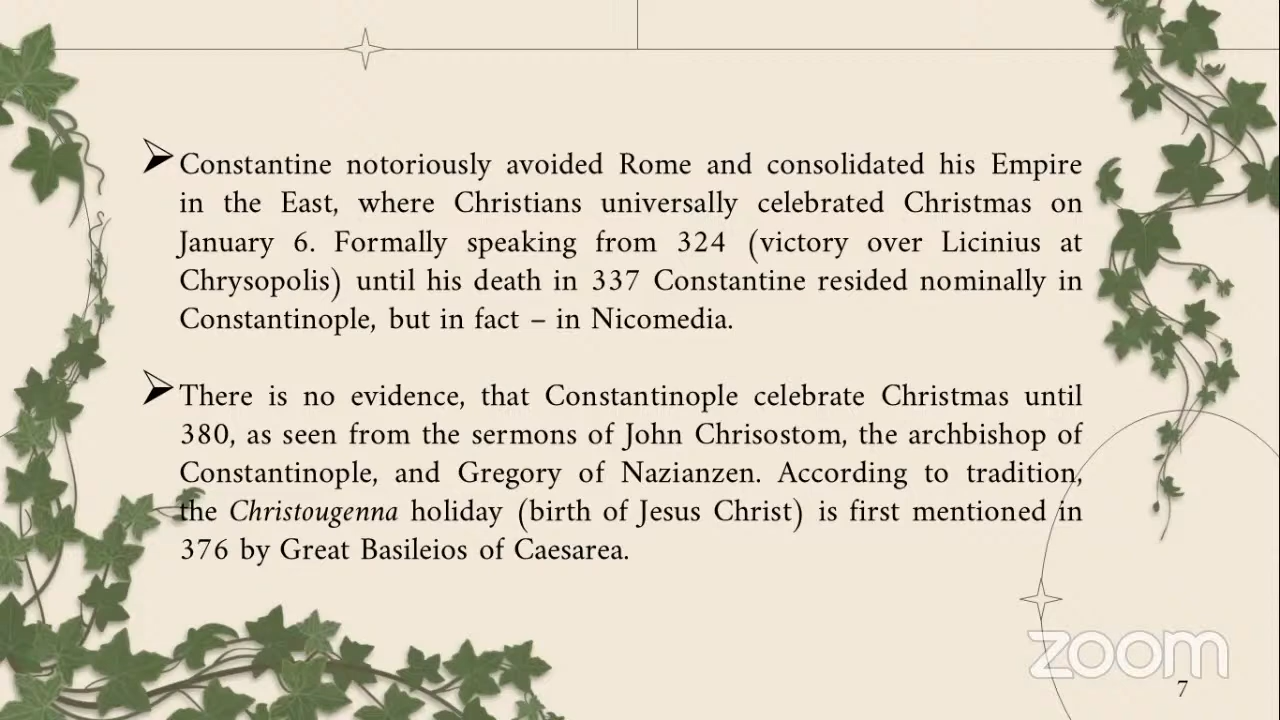 Constantine notoriously avoided Rome and consolidated his Empire
in the East, where Christians universally celebrated Christmas on
January 6. Formally speaking from 324 (victory over Licinius at
Chrysopolis) until his death in 337 Constantine resided nominally in
Constantinople, but in fact – in Nicomedia.
There is no evidence, that Constantinople celebrate Christmas until
380, as seen from the sermons of John Chrisostom, the archbishop of
Constantinople, and Gregory of Nazianzen. According to tradition,
the Christougenna holiday (birth of Jesus Christ) is first mentioned in
376 by Great Basileios of Caesarea.
zoom
7